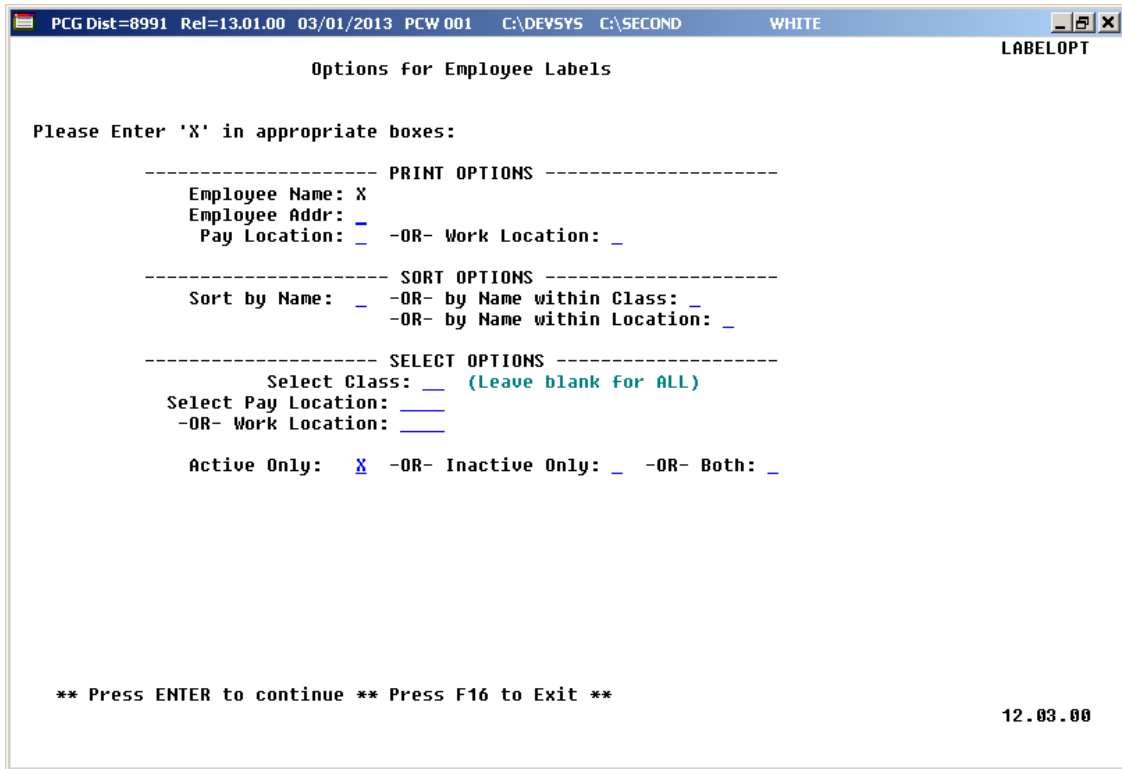 PCG Dist=8991 Rel=13.01.00 03/01/2013 PCW 001 C:\DEVSYS C:\SECOND WHITE
LABELOPT
Options for Employee Labels
Please Enter 'X' in appropriate boxes:
--------------------- PRINT OPTIONS ---------------------
Employee Name: X
Employee Addr: _
Pay Location: _ -OR- Work Location: _
---------------------- SORT OPTIONS ---------------------
Sort by Name: _ -OR- by Name within Class: _
-OR- by Name within Location: _
--------------------- SELECT OPTIONS --------------------
Select Class: __ (Leave blank for ALL)
Select Pay Location: ____
-OR- Work Location: ____
Active Only: X -OR- Inactive Only: _ -OR- Both: _
** Press ENTER to continue ** Press F16 to Exit **
12.03.00